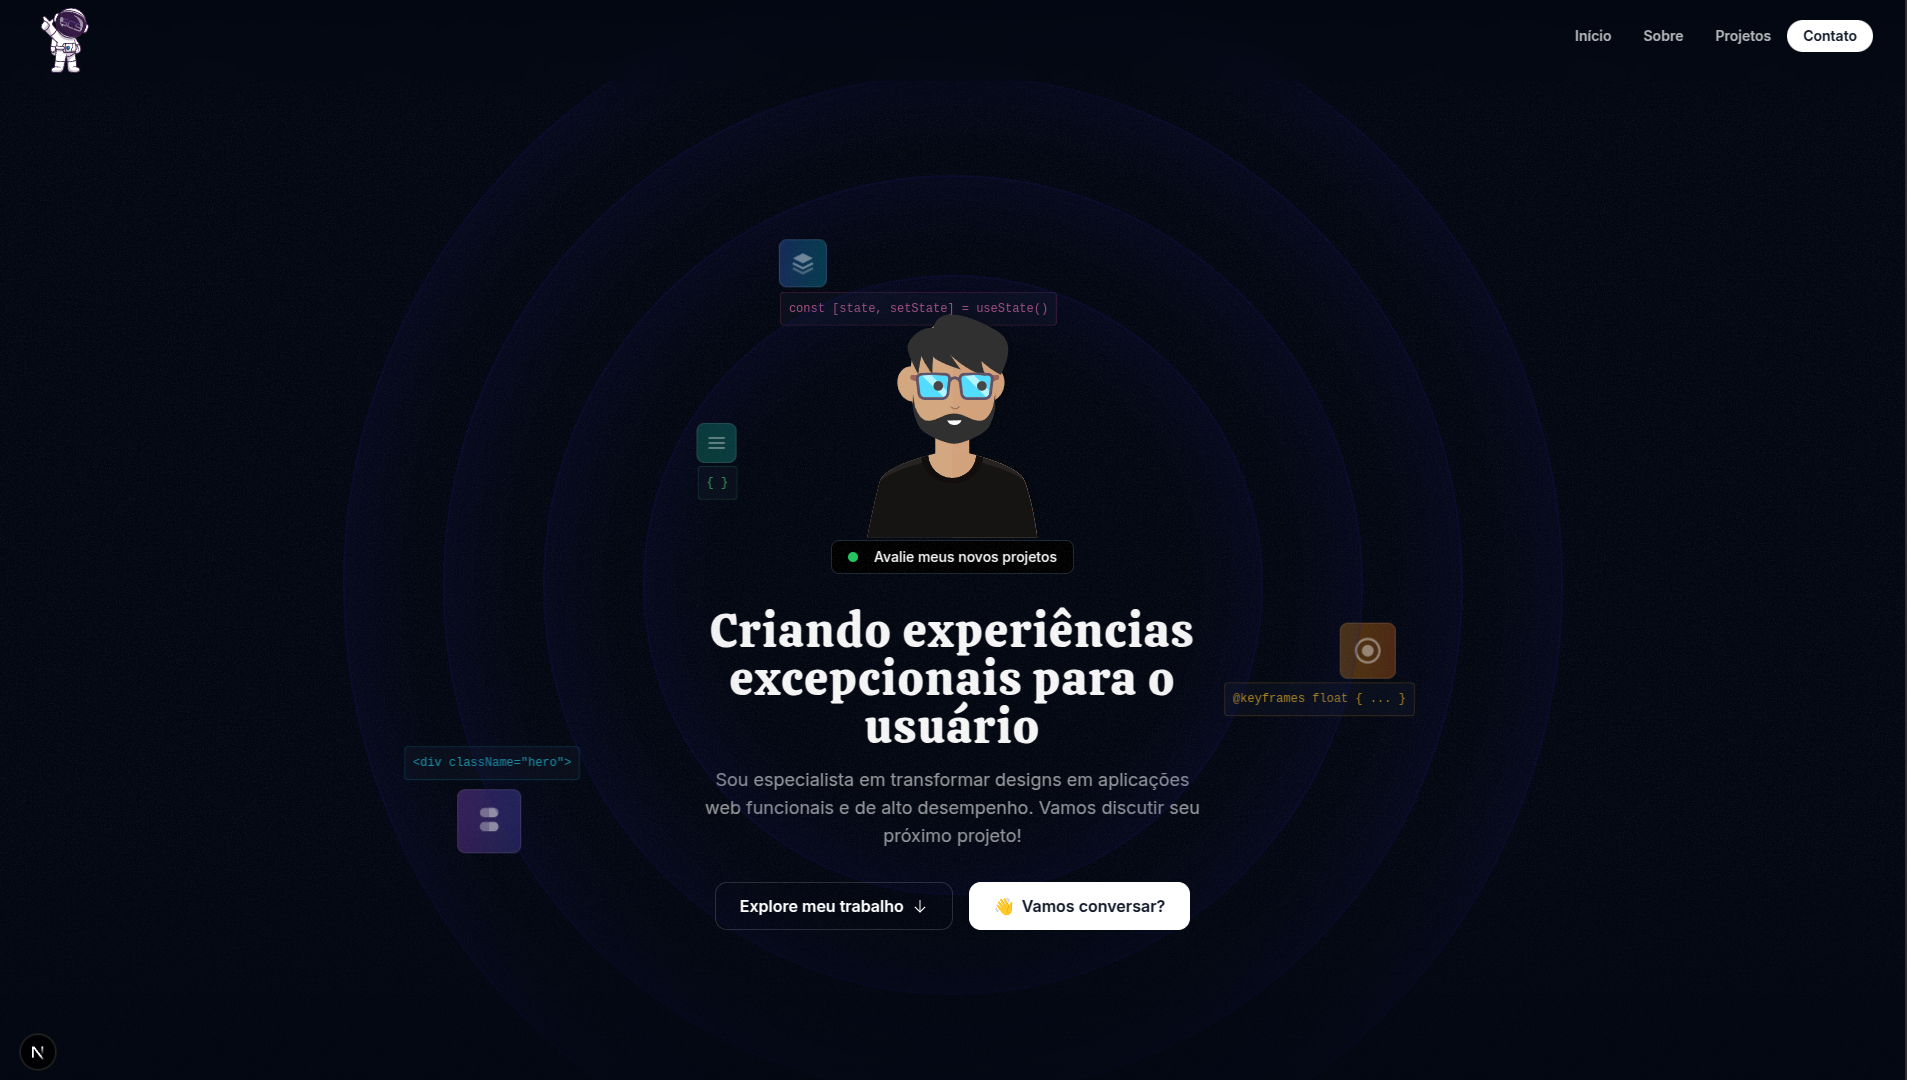 Início Sobre Projetos Contato
const [state, setState] = useState()
{ }
Avalie meus novos projetos
Criando experiências
excepcionais para o
usuário
@keyframes float { ... }
<div className="hero">
Sou especialista em transformar designs em aplicações
web funcionais e de alto desempenho. Vamos discutir seu
próximo projeto!
Explore meu trabalho ↓ 👋 Vamos conversar?
N